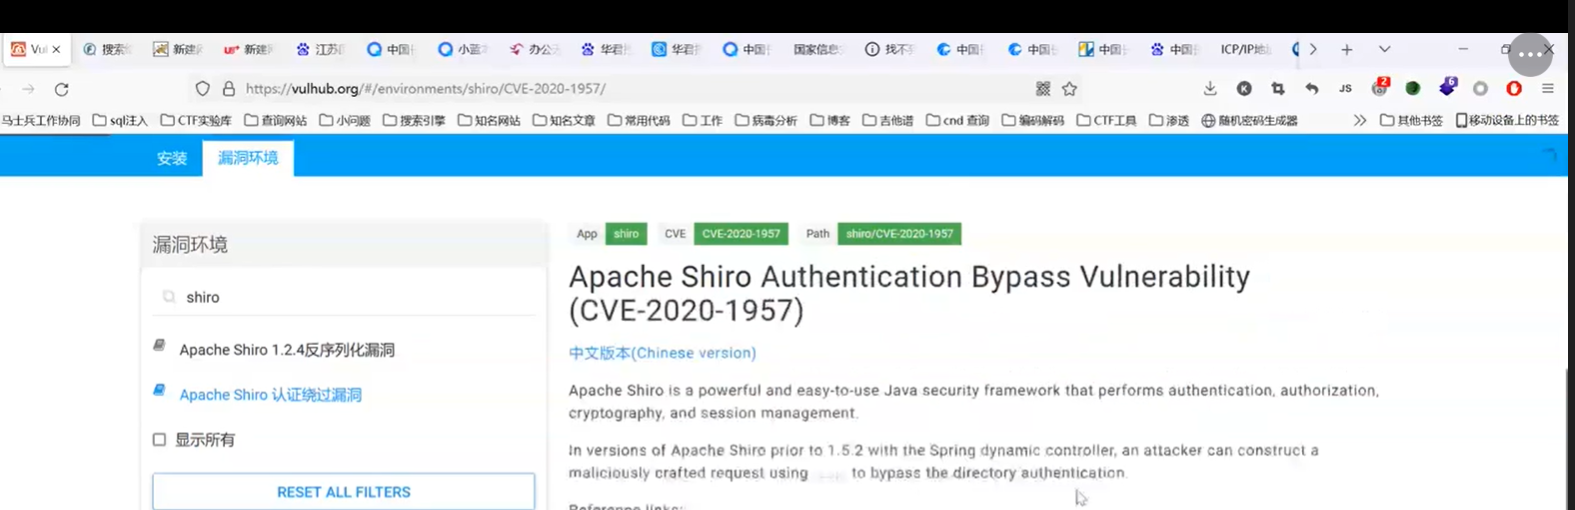 Vul 搜索 新建 新建 江苏 中国 小蓝 办公 华君 华君 中国 国家信息 找不 中国 中国 中国 中国 ICP/IP地
https://vulhub.org/#/environments/shiro/CVE-2020-1957/ JS 2 6
马士兵工作协同 sql注入 CTF实验库 查询网站 小问题 搜索引擎 知名网站 知名文章 常用代码 工作 病毒分析 博客 吉他谱 cnd 查询 编码解码 CTF工具 渗透 随机密码生成器 其他书签 移动设备上的书签
安装 漏洞环境
漏洞环境
shiro
Apache Shiro 1.2.4反序列化漏洞
Apache Shiro 认证绕过漏洞
显示所有
RESET ALL FILTERS
App shiro CVE CVE-2020-1957 Path shiro/CVE-2020-1957
Apache Shiro Authentication Bypass Vulnerability
(CVE-2020-1957)
中文版本(Chinese version)
Apache Shiro is a powerful and easy-to-use Java security framework that performs authentication, authorization,
cryptography, and session management.
In versions of Apache Shiro prior to 1.5.2 with the Spring dynamic controller, an attacker can construct a
maliciously crafted request using to bypass the directory authentication.
Reference links: